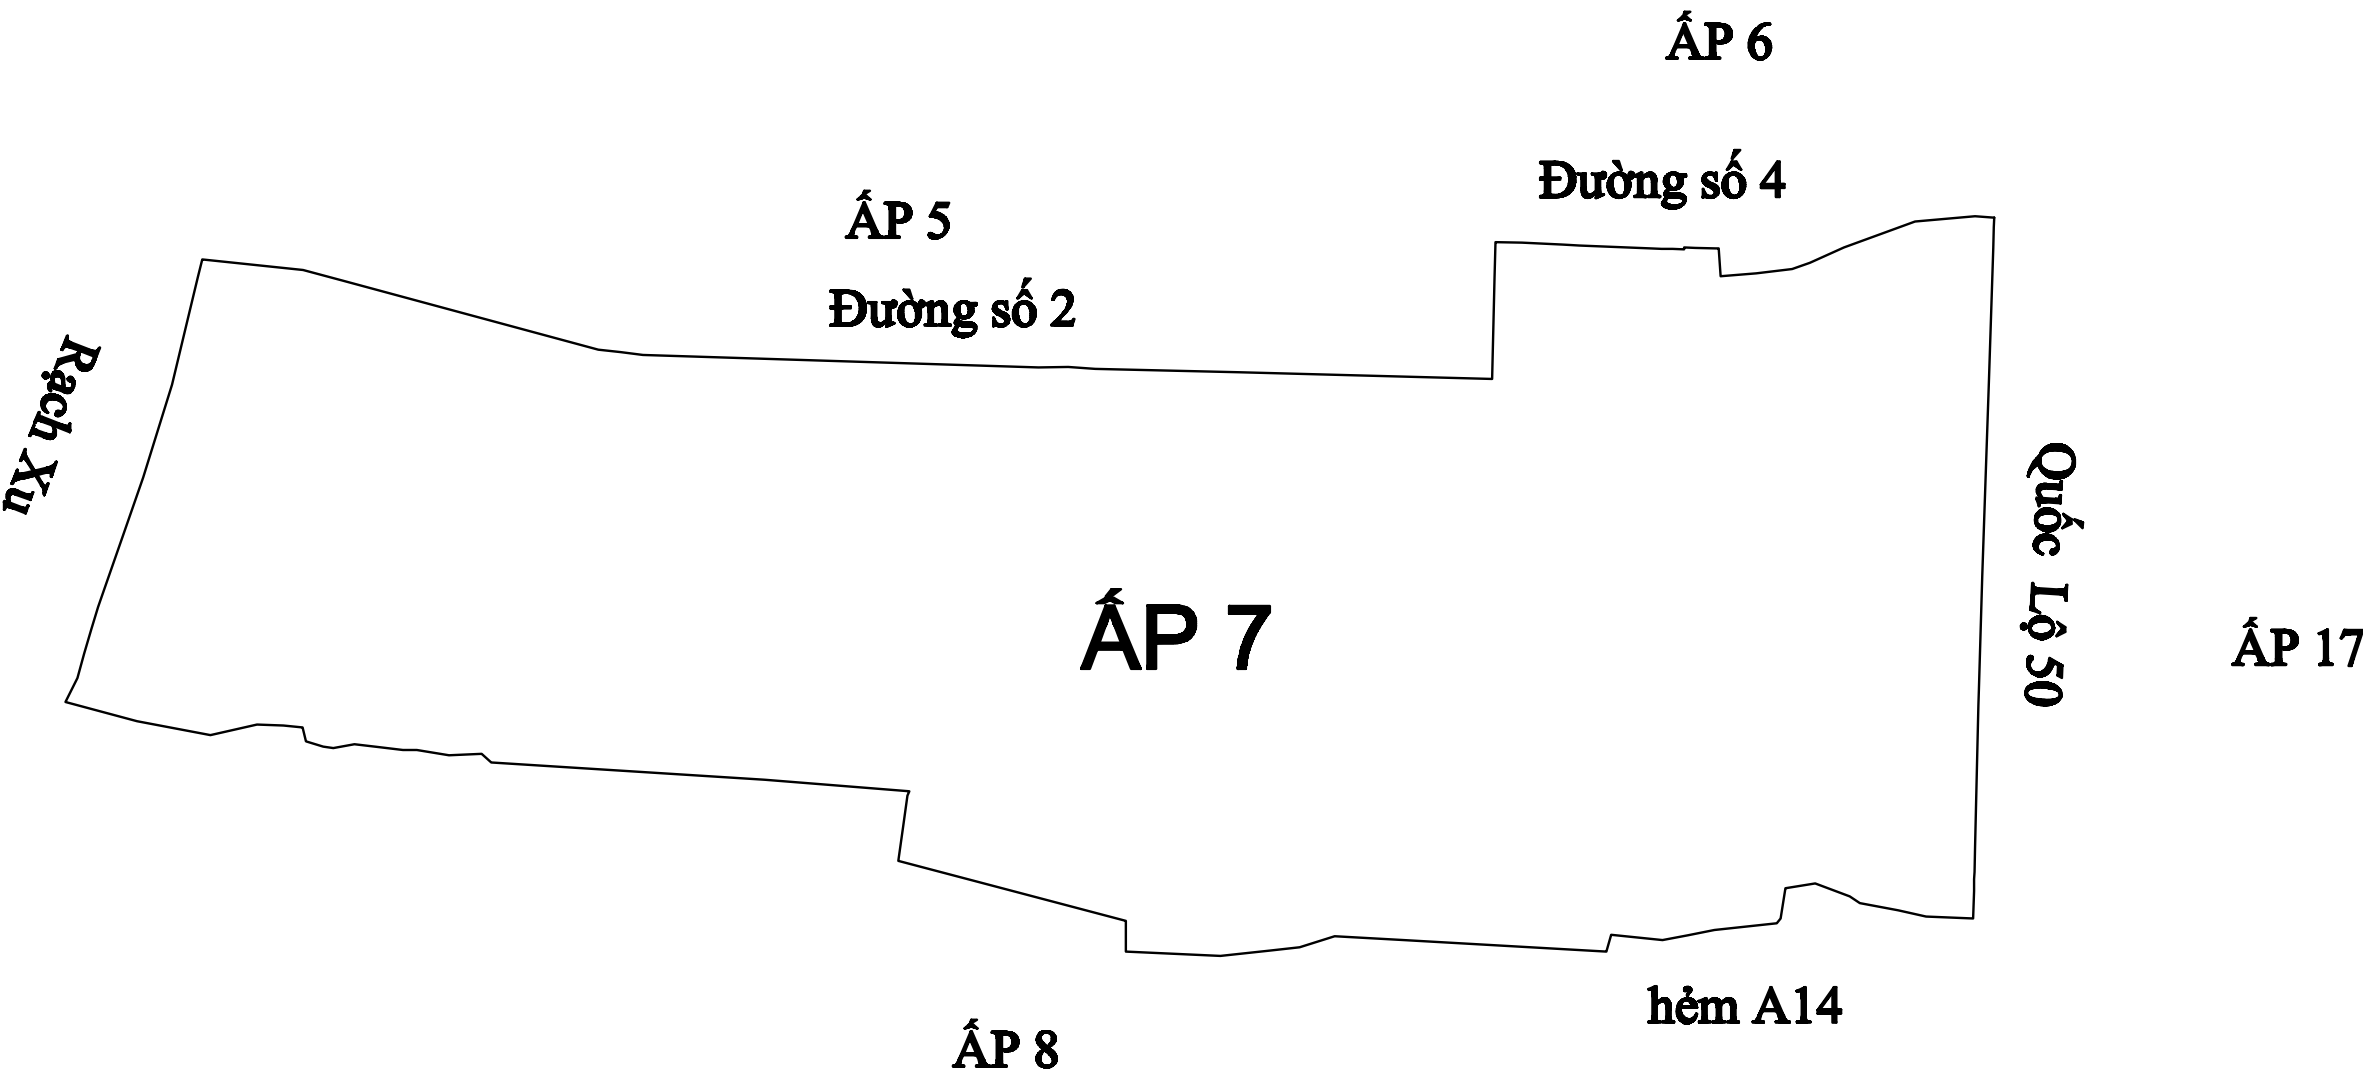 ẤP 6
Đường số 4
ẤP 5
Đường số 2
Rạch Xu
Quốc Lộ 50
ẤP 7
ẤP 17
hẻm A14
ẤP 8